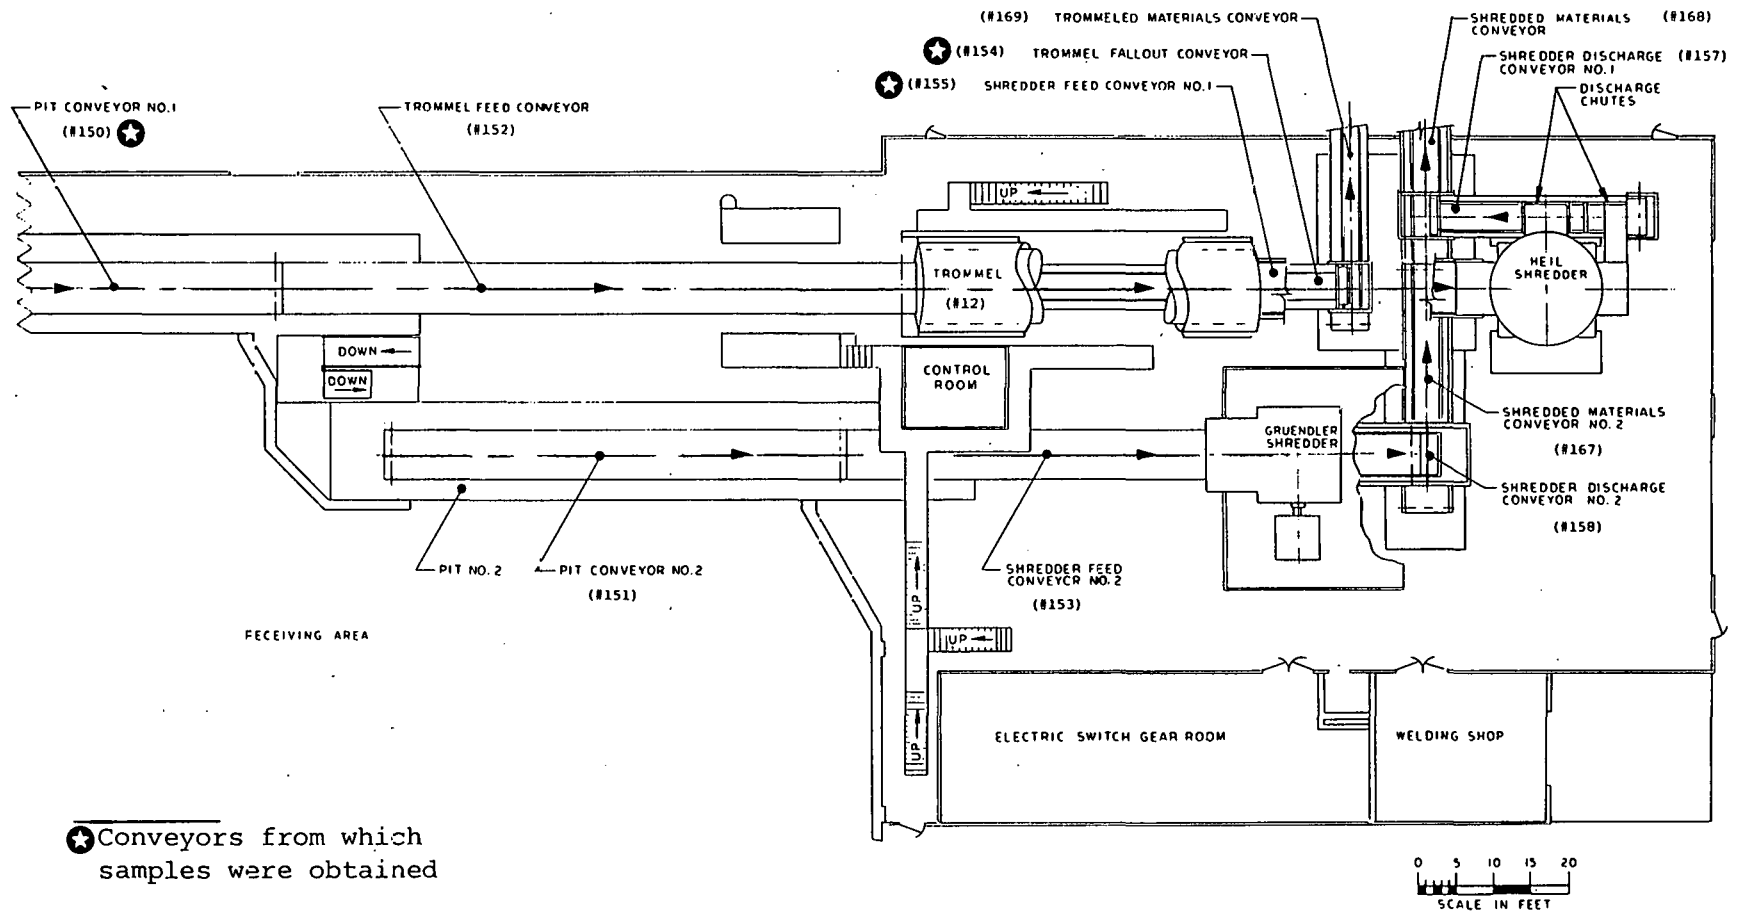 (#169) TROMMELED MATERIALS CONVEYOR
(#154) TROMMEL FALLOUT CONVEYOR
(#155) SHREDDER FEED CONVEYOR NO.1
SHREDDED MATERIALS (#168)
CONVEYOR
SHREDDER DISCHARGE (#157)
CONVEYOR NO.1
DISCHARGE
CHUTES
PIT CONVEYOR NO.1
(#150)
TROMMEL FEED CONVEYOR
(#152)
UP
TROMMEL
(#12)
HEIL
SHREDDER
DOWN
DOWN
CONTROL
ROOM
GRUENDLER
SHREDDER
SHREDDED MATERIALS
CONVEYOR NO.2
(#167)
SHREDDER DISCHARGE
CONVEYOR NO.2
(#158)
PIT NO.2
PIT CONVEYOR NO.2
(#151)
SHREDDER FEED
CONVEYCR NO.2
(#153)
UP
UP
UP
FECEIVING AREA
ELECTRIC SWITCH GEAR ROOM
WELDING SHOP
Conveyors from which
samples were obtained
0 5 10 15 20
SCALE IN FEET